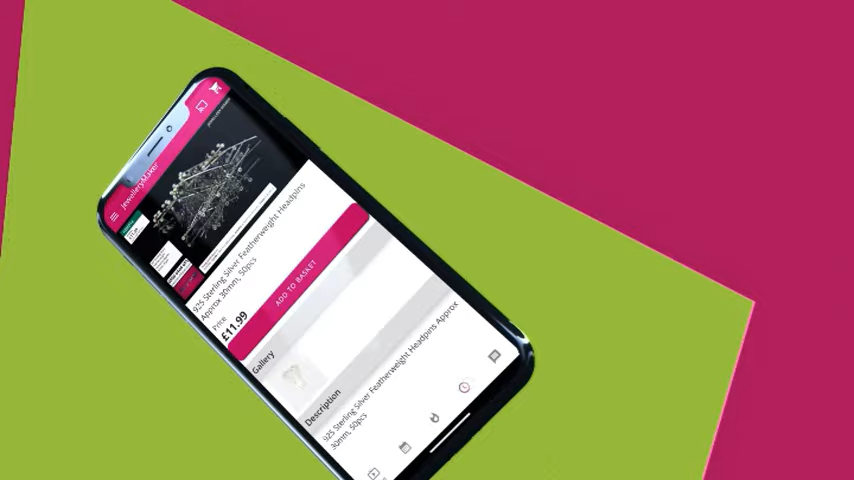 JewelleryMaker
925 Sterling Silver Featherweight Headpins
Approx 30mm, 50pcs
Price
£11.99
ADD TO BASKET
Gallery
Description
925 Sterling Silver Featherweight Headpins Approx
30mm, 50pcs